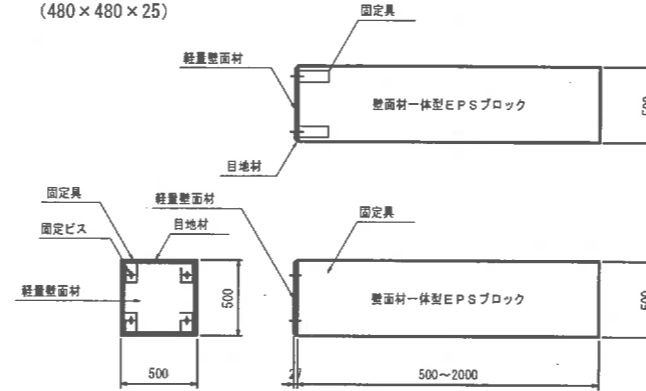 (480×480×25)
固定具
軽量壁面材
壁面材一体型EPSブロック
500
目地材
固定具
軽量壁面材
固定具
固定ビス
目地材
軽量壁面材
500
壁面材一体型EPSブロック
500
500
27
500~2000